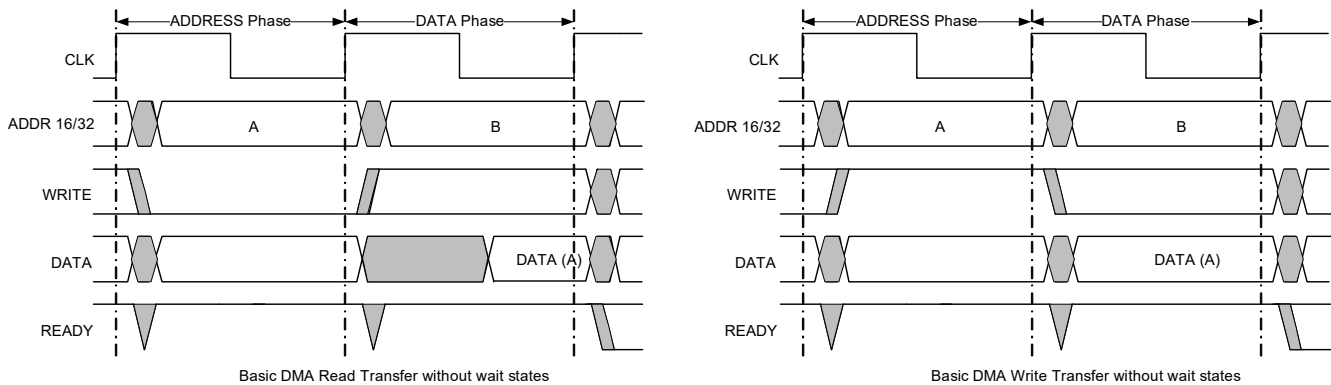 ADDRESS Phase DATA Phase
CLK
ADDR 16/32 A B
WRITE
DATA DATA (A)
READY
Basic DMA Read Transfer without wait states
ADDRESS Phase DATA Phase
CLK
ADDR 16/32 A B
WRITE
DATA DATA (A)
READY
Basic DMA Write Transfer without wait states